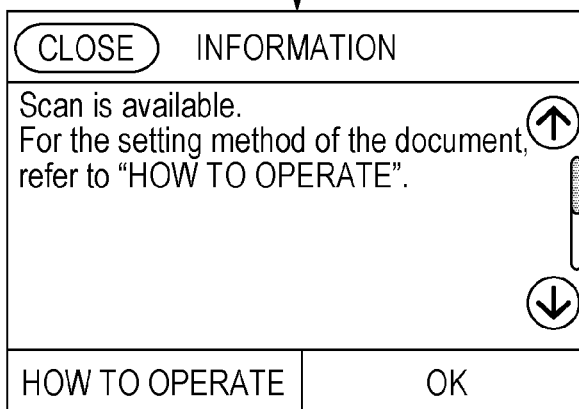 CLOSE INFORMATION
Scan is available.
For the setting method of the document,
refer to “HOW TO OPERATE”.
HOW TO OPERATE OK